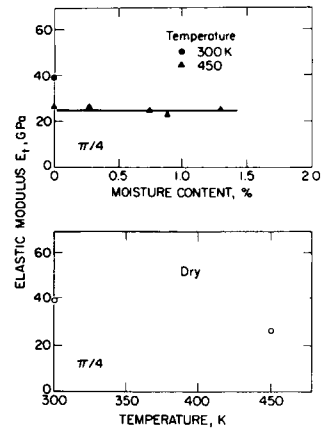 Temperature
● 300 K
▲ 450
60
40
20
0
π/4
0 0.5 1.0 1.5 2.0
MOISTURE CONTENT, %
ELASTIC MODULUS Et, GPa
60
40
20
0
Dry
π/4
300 350 400 450
TEMPERATURE, K